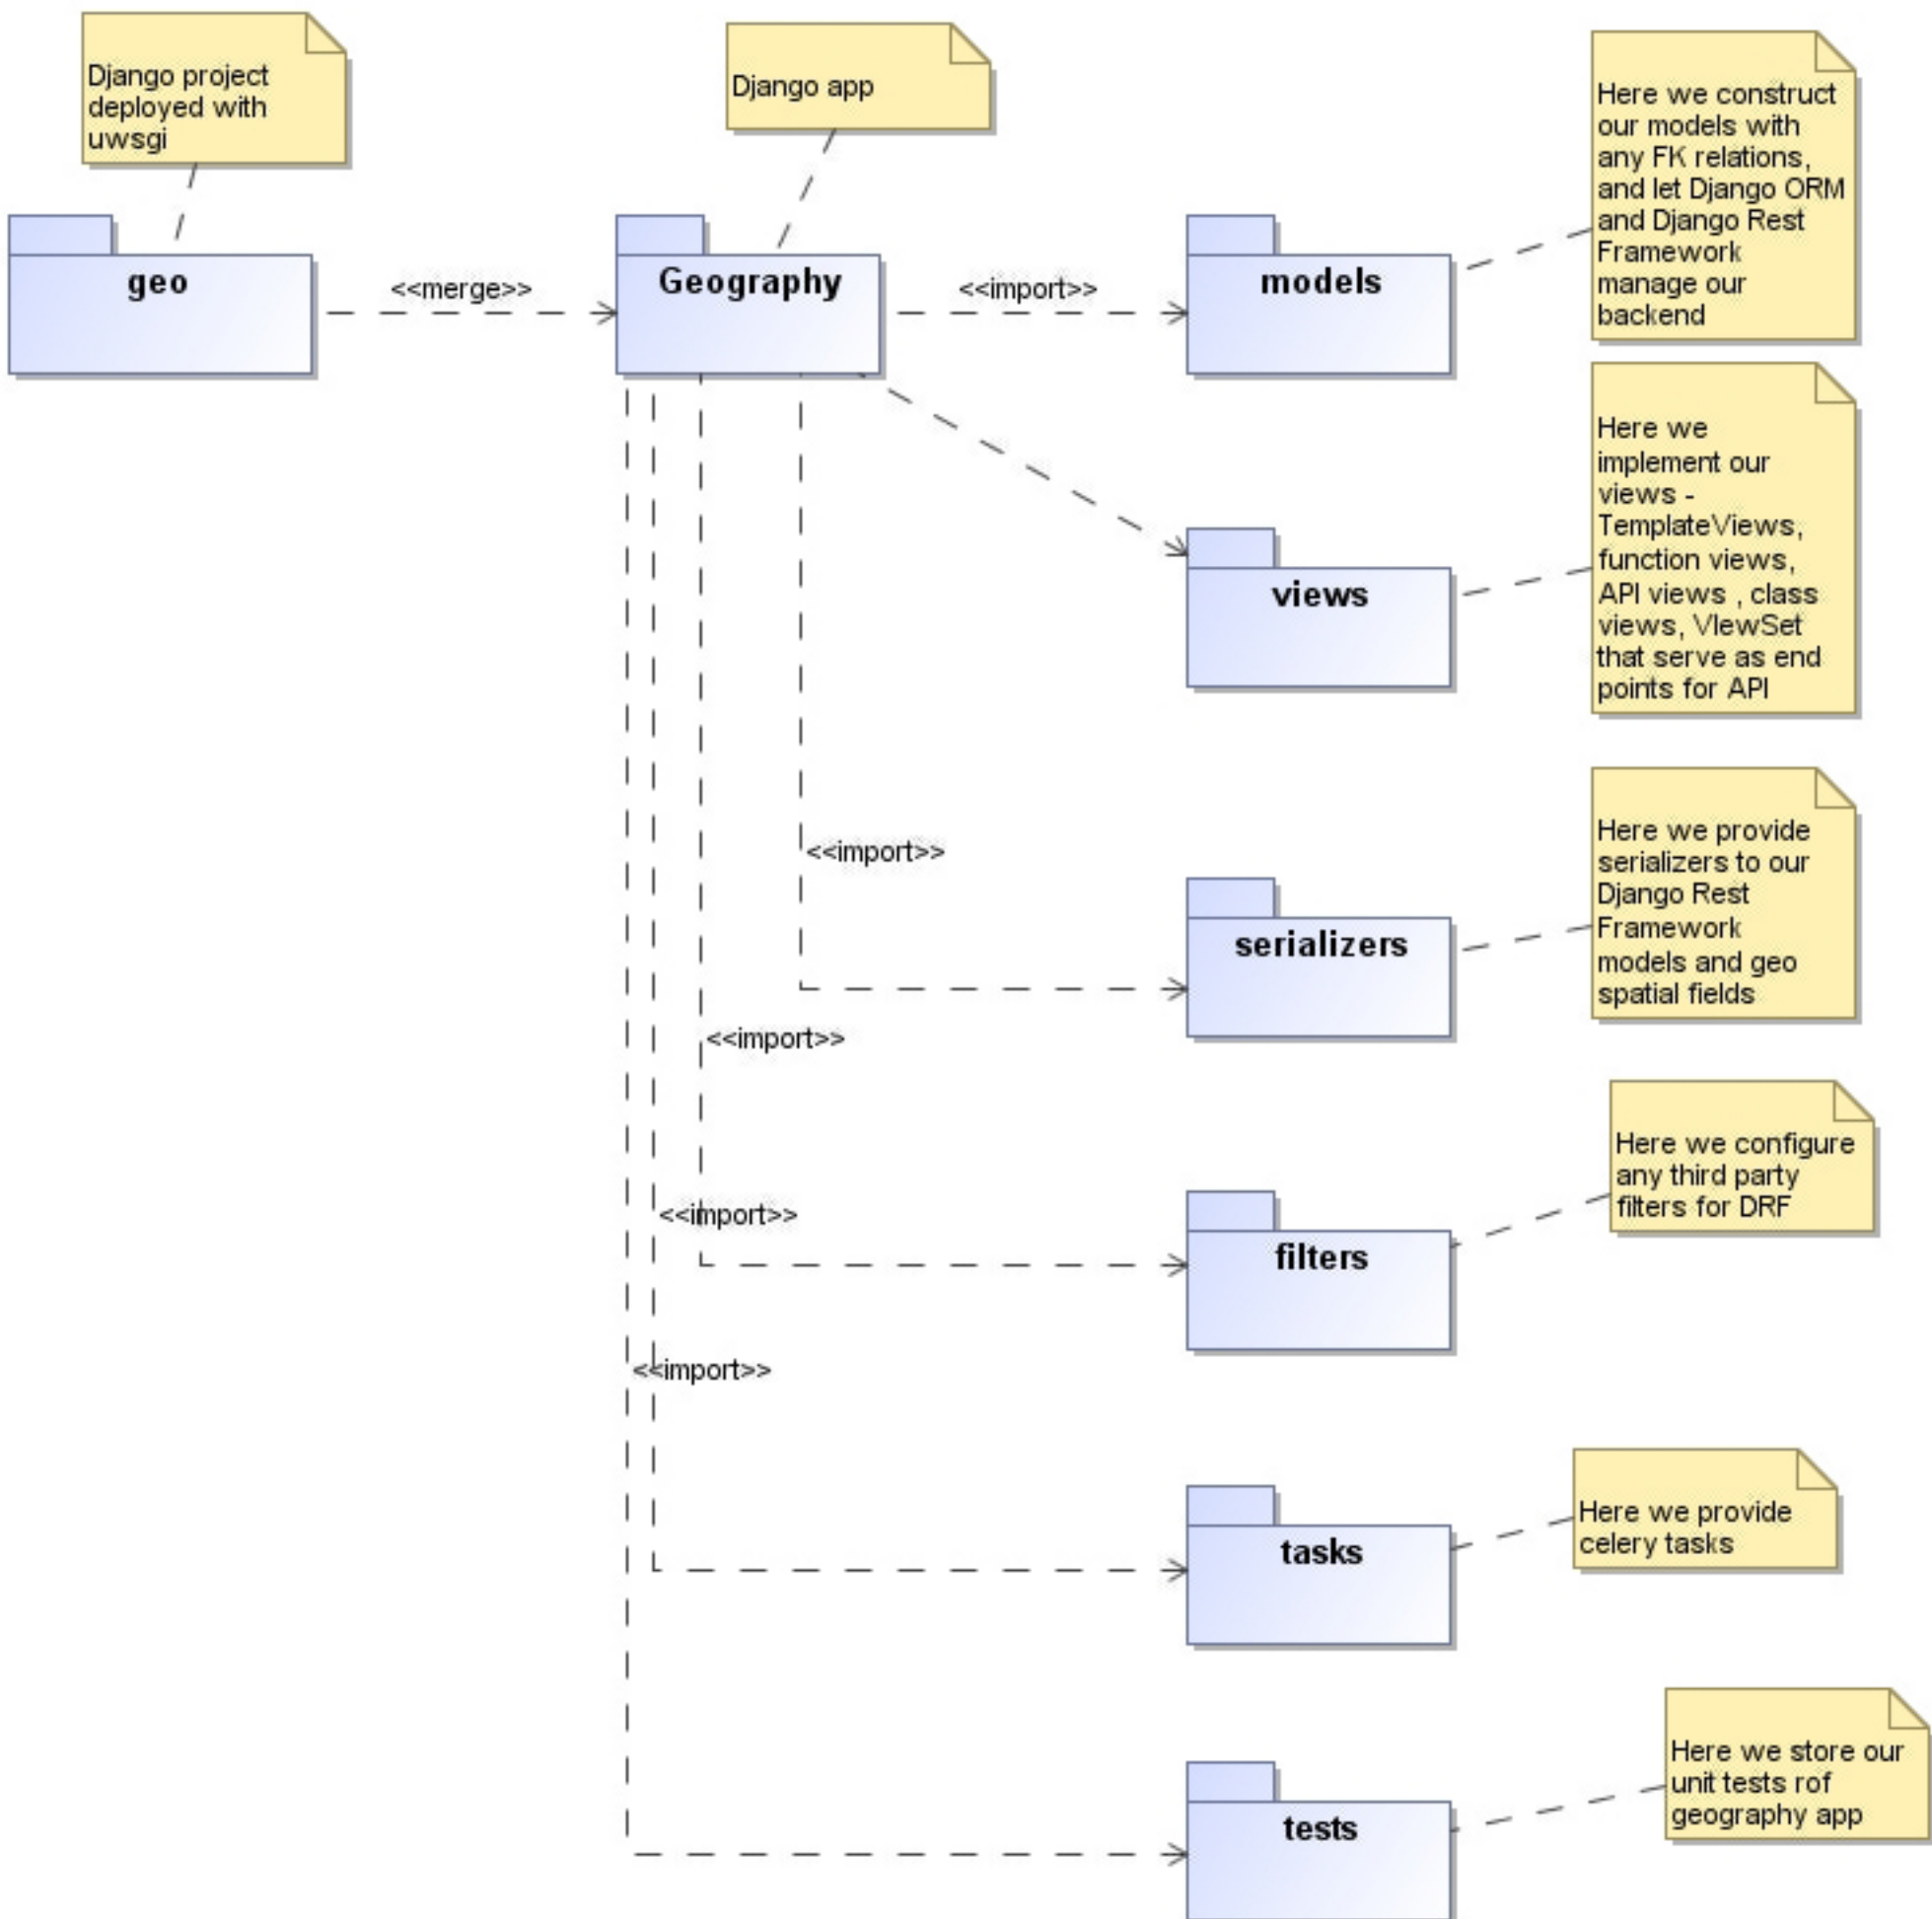 Django project
deployed with
uwsgi
Django app
Here we construct
our models with
any FK relations,
and let Django ORM
and Django Rest
Framework
manage our
backend
geo
<<merge>>
Geography
<<import>>
models
Here we
implement our
views -
TemplateViews,
function views,
API views , class
views, VIewSet
that serve as end
points for API
views
<<import>>
Here we provide
serializers to our
Django Rest
Framework
models and geo
spatial fields
serializers
<<import>>
Here we configure
any third party
filters for DRF
<<import>>
filters
<<import>>
Here we provide
celery tasks
tasks
Here we store our
unit tests rof
geography app
tests